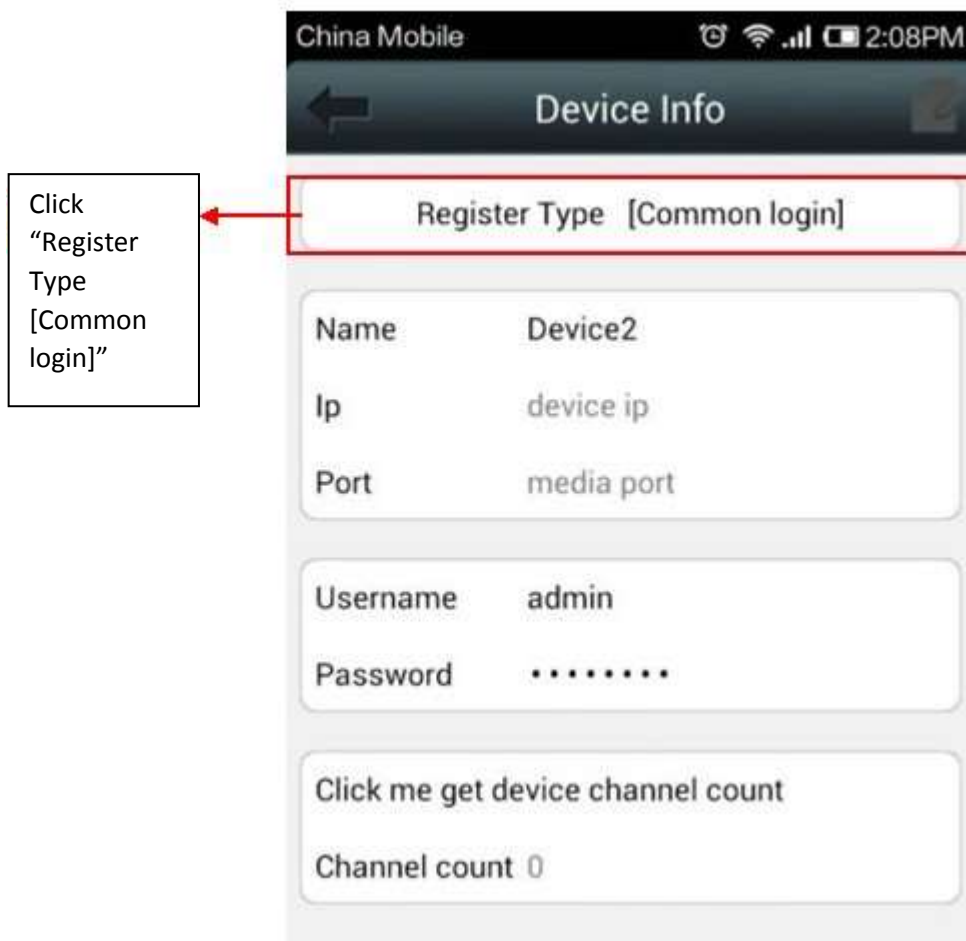 China Mobile 2:08PM
Device Info
Click
“Register
Type
[Common
login]”
Register Type [Common login]
Name Device2
Ip device ip
Port media port
Username admin
Password ••••••••
Click me get device channel count
Channel count 0